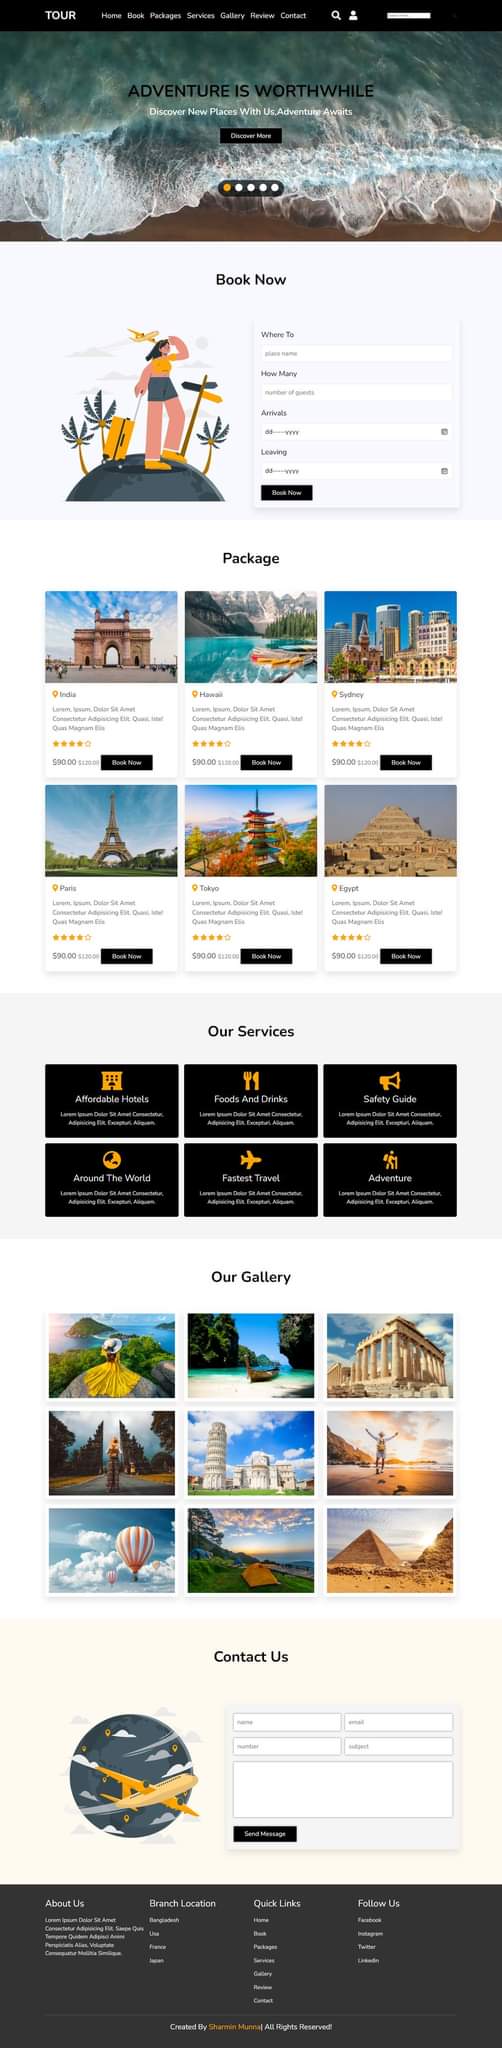 TOUR
Home Book Packages Services Gallery Review Contact
ADVENTURE IS WORTHWHILE
Discover New Places With Us,Adventure Awaits
Discover More
Book Now
Where To
place name
How Many
number of guests
Arrivals
dd----yyyy
Leaving
dd----yyyy
Book Now
Package
India
Lorem, Ipsum, Dolor Sit Amet
Consectetur Adipisicing Elit. Quasi, Iste!
Quas Magnam Elis
$90.00 $120.00 Book Now
Hawaii
Lorem, Ipsum, Dolor Sit Amet
Consectetur Adipisicing Elit. Quasi, Iste!
Quas Magnam Elis
$90.00 $120.00 Book Now
Sydney
Lorem, Ipsum, Dolor Sit Amet
Consectetur Adipisicing Elit. Quasi, Iste!
Quas Magnam Elis
$90.00 $120.00 Book Now
Paris
Lorem, Ipsum, Dolor Sit Amet
Consectetur Adipisicing Elit. Quasi, Iste!
Quas Magnam Elis
$90.00 $120.00 Book Now
Tokyo
Lorem, Ipsum, Dolor Sit Amet
Consectetur Adipisicing Elit. Quasi, Iste!
Quas Magnam Elis
$90.00 $120.00 Book Now
Egypt
Lorem, Ipsum, Dolor Sit Amet
Consectetur Adipisicing Elit. Quasi, Iste!
Quas Magnam Elis
$90.00 $120.00 Book Now
Our Services
Affordable Hotels
Lorem Ipsum Dolor Sit Amet Consectetur,
Adipisicing Elit. Excepturi, Aliquam.
Foods And Drinks
Lorem Ipsum Dolor Sit Amet Consectetur,
Adipisicing Elit. Excepturi, Aliquam.
Safety Guide
Lorem Ipsum Dolor Sit Amet Consectetur,
Adipisicing Elit. Excepturi, Aliquam.
Around The World
Lorem Ipsum Dolor Sit Amet Consectetur,
Adipisicing Elit. Excepturi, Aliquam.
Fastest Travel
Lorem Ipsum Dolor Sit Amet Consectetur,
Adipisicing Elit. Excepturi, Aliquam.
Adventure
Lorem Ipsum Dolor Sit Amet Consectetur,
Adipisicing Elit. Excepturi, Aliquam.
Our Gallery
Contact Us
name email
number subject
Send Message
About Us
Lorem Ipsum Dolor Sit Amet
Consectetur Adipisicing Elit. Saepe Quis
Tempore Quidem Adipisci Animi
Perspiciatis Alias, Voluptate
Consequatur Mollitia Similique.
Branch Location
Bangladesh
Usa
France
Japan
Quick Links
Home
Book
Packages
Services
Gallery
Review
Contact
Follow Us
Facebook
Instagram
Twitter
Linkedin
Created By Sharmin Munna| All Rights Reserved!